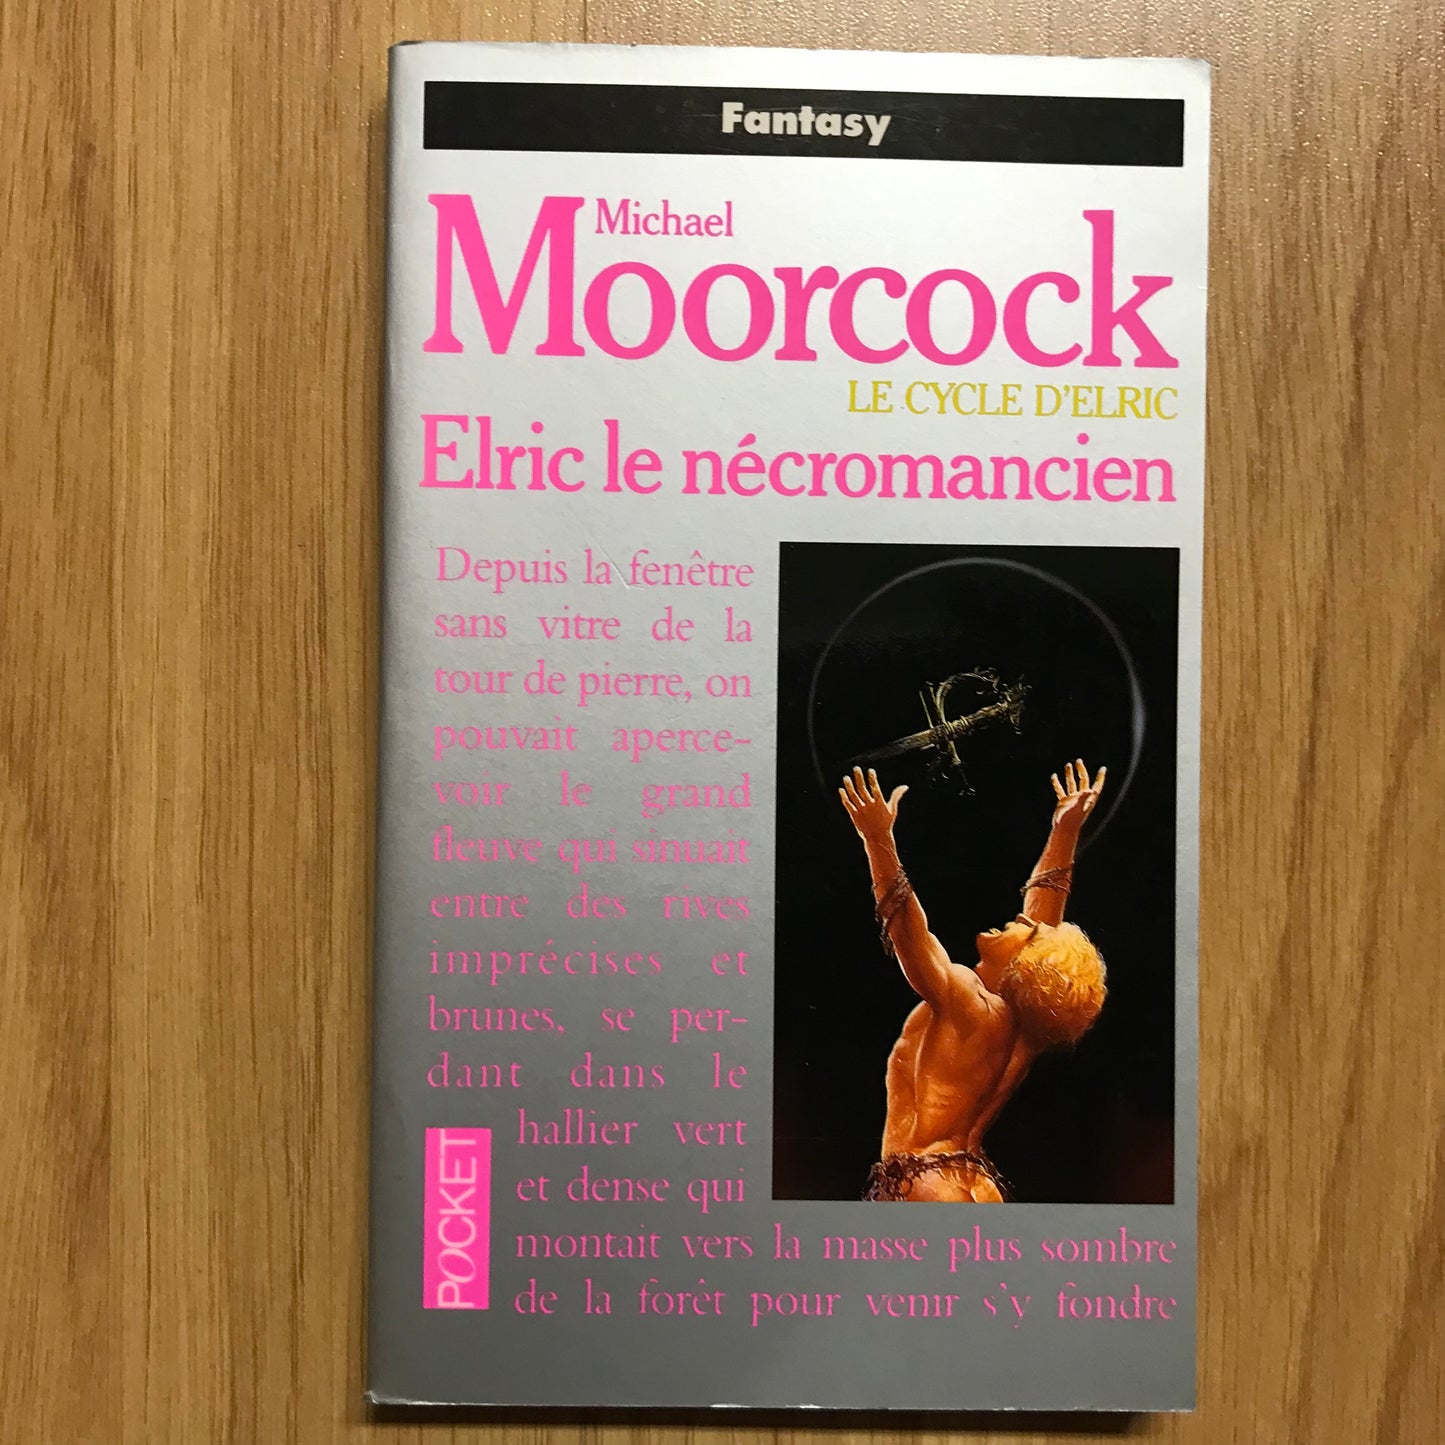 Fantasy
Michael
Moorcock
LE CYCLE D'ELRIC
Elric le nécromancien
Depuis la fenêtre
sans vitre de la
tour de pierre, on
pouvait aperce-
voir le grand
fleuve qui sinuait
entre des rives
imprécises et
brunes, se per-
dant dans le
hallier vert
et dense qui
montait vers la masse plus sombre
de la forêt pour venir s'y fondre
POCKET